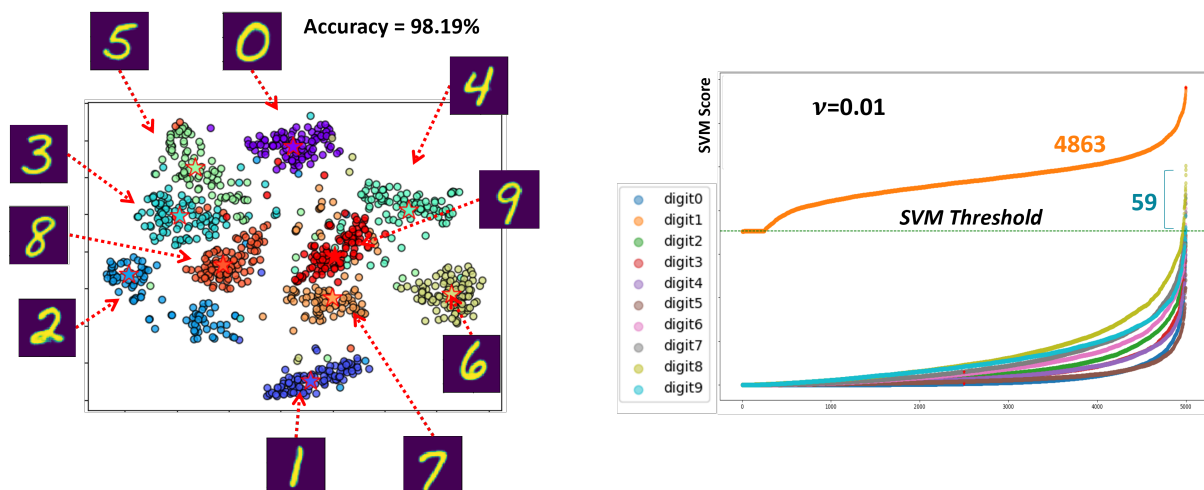 Accuracy = 98.19%
5
0
4
3
9
8
2
6
1
7
SVM Score
ν=0.01
4863
59
SVM Threshold
digit0
digit1
digit2
digit3
digit4
digit5
digit6
digit7
digit8
digit9
0
1000
2000
3000
4000
5000